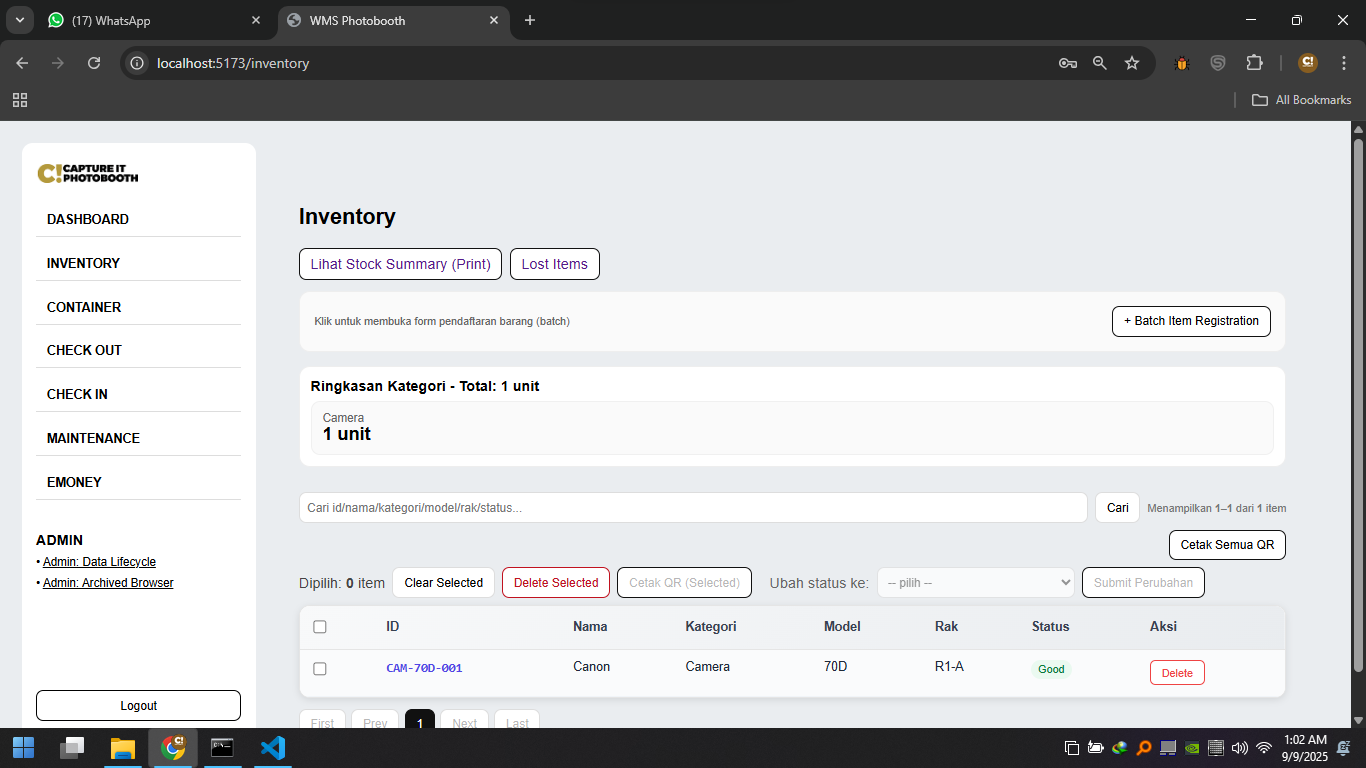 (17) WhatsApp
WMS Photobooth
localhost:5173/inventory
C!
All Bookmarks
C! CAPTURE IT PHOTOBOOTH
DASHBOARD
INVENTORY
CONTAINER
CHECK OUT
CHECK IN
MAINTENANCE
EMONEY
ADMIN
• Admin: Data Lifecycle
• Admin: Archived Browser
Logout
Inventory
Lihat Stock Summary (Print) Lost Items
Klik untuk membuka form pendaftaran barang (batch) + Batch Item Registration
Ringkasan Kategori - Total: 1 unit
Camera
1 unit
Cari id/nama/kategori/model/rak/status... Cari Menampilkan 1–1 dari 1 item
Cetak Semua QR
Dipilih: 0 item Clear Selected Delete Selected Cetak QR (Selected) Ubah status ke: -- pilih -- Submit Perubahan
ID Nama Kategori Model Rak Status Aksi
CAM-70D-001 Canon Camera 70D R1-A Good Delete
First Prev 1 Next Last
1:02 AM
9/9/2025